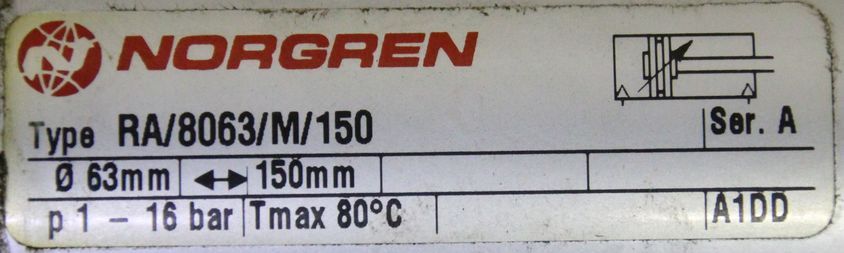 NORGREN
Type RA/8063/M/150 Ser. A
Ø 63mm 150mm
p 1 - 16 bar Tmax 80°C A1DD